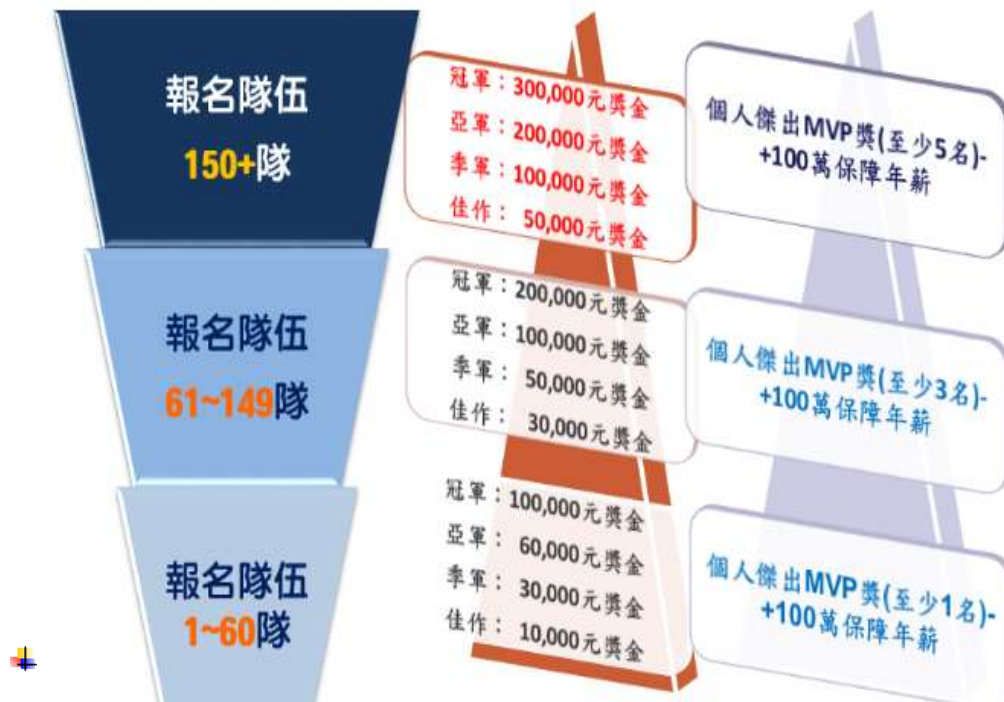 報名隊伍
150+隊
冠軍：300,000元獎金
亞軍：200,000元獎金
季軍：100,000元獎金
佳作： 50,000元獎金
個人傑出MVP獎(至少5名)-
+100萬保障年薪
報名隊伍
61~149隊
冠軍：200,000元獎金
亞軍：100,000元獎金
季軍： 50,000元獎金
佳作： 30,000元獎金
個人傑出MVP獎(至少3名)-
+100萬保障年薪
報名隊伍
1~60隊
冠軍：100,000元獎金
亞軍： 60,000元獎金
季軍： 30,000元獎金
佳作： 10,000元獎金
個人傑出MVP獎(至少1名)-
+100萬保障年薪